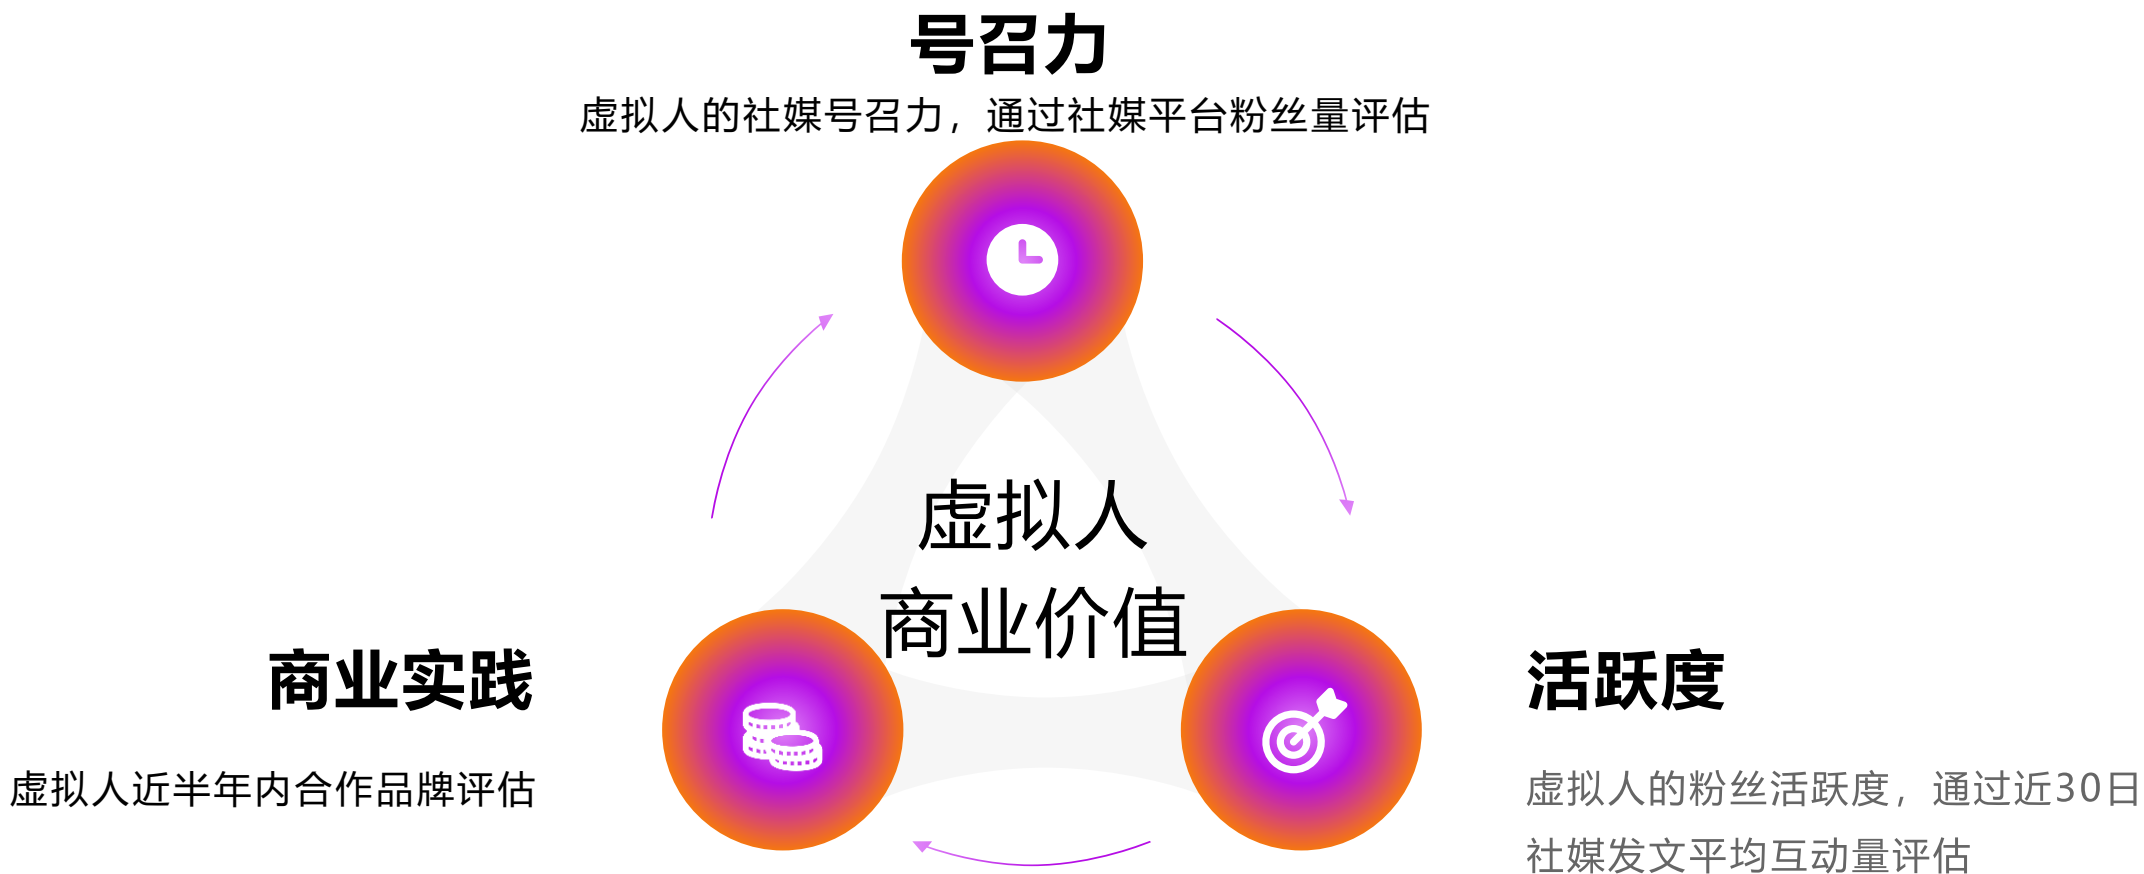 号召力
虚拟人的社媒号召力，通过社媒平台粉丝量评估
虚拟人
商业价值
商业实践
虚拟人近半年内合作品牌评估
活跃度
虚拟人的粉丝活跃度，通过近30日
社媒发文平均互动量评估